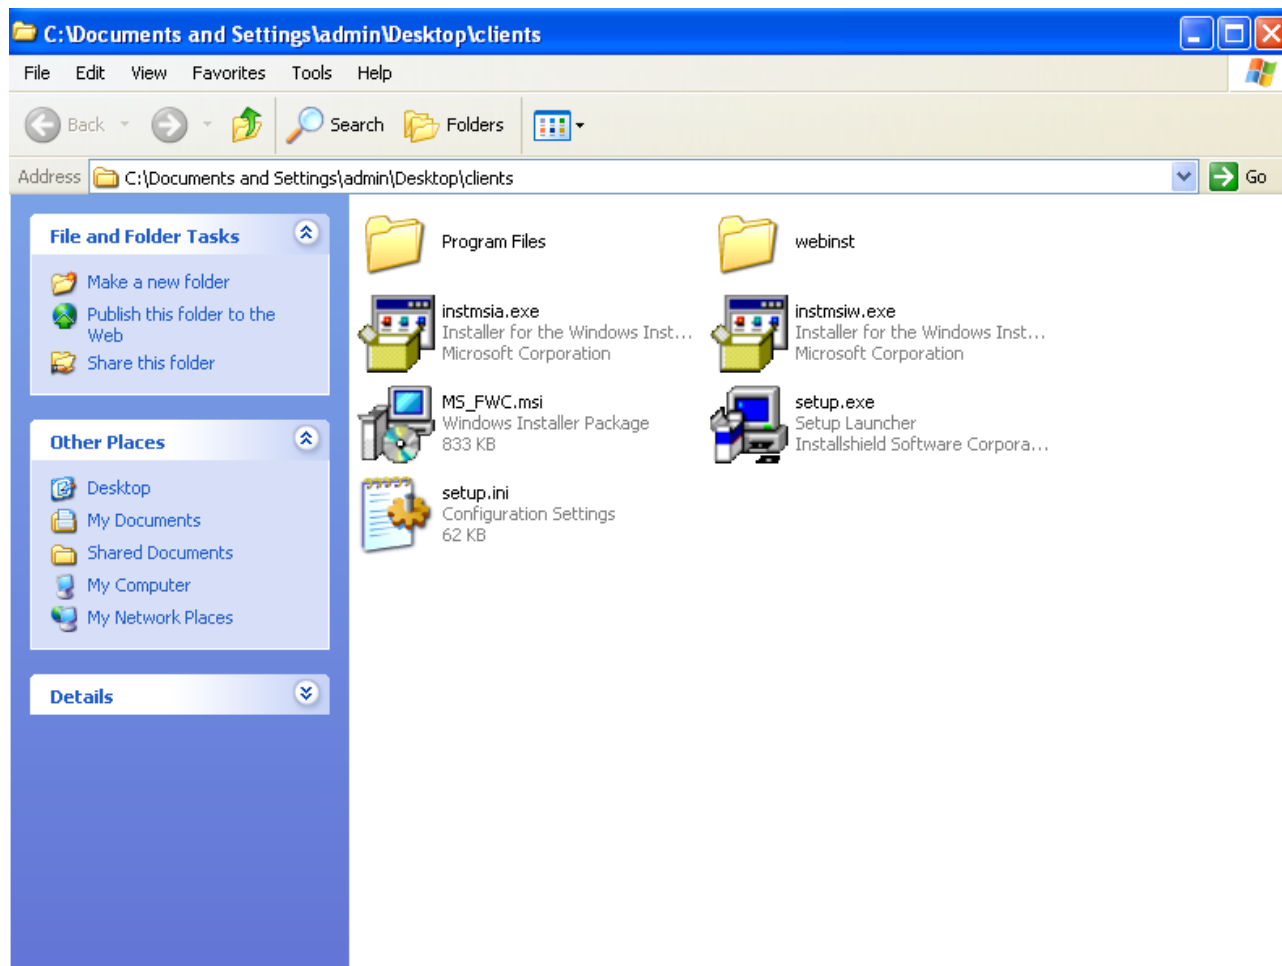 C:\Documents and Settings\admin\Desktop\clients
File Edit View Favorites Tools Help
Back Search Folders
Address C:\Documents and Settings\admin\Desktop\clients Go
File and Folder Tasks
Make a new folder
Publish this folder to the
Web
Share this folder
Other Places
Desktop
My Documents
Shared Documents
My Computer
My Network Places
Details
Program Files
webinst
instmsia.exe
Installer for the Windows Inst...
Microsoft Corporation
instmsiw.exe
Installer for the Windows Inst...
Microsoft Corporation
MS_FWC.msi
Windows Installer Package
833 KB
setup.exe
Setup Launcher
Installshield Software Corpora...
setup.ini
Configuration Settings
62 KB